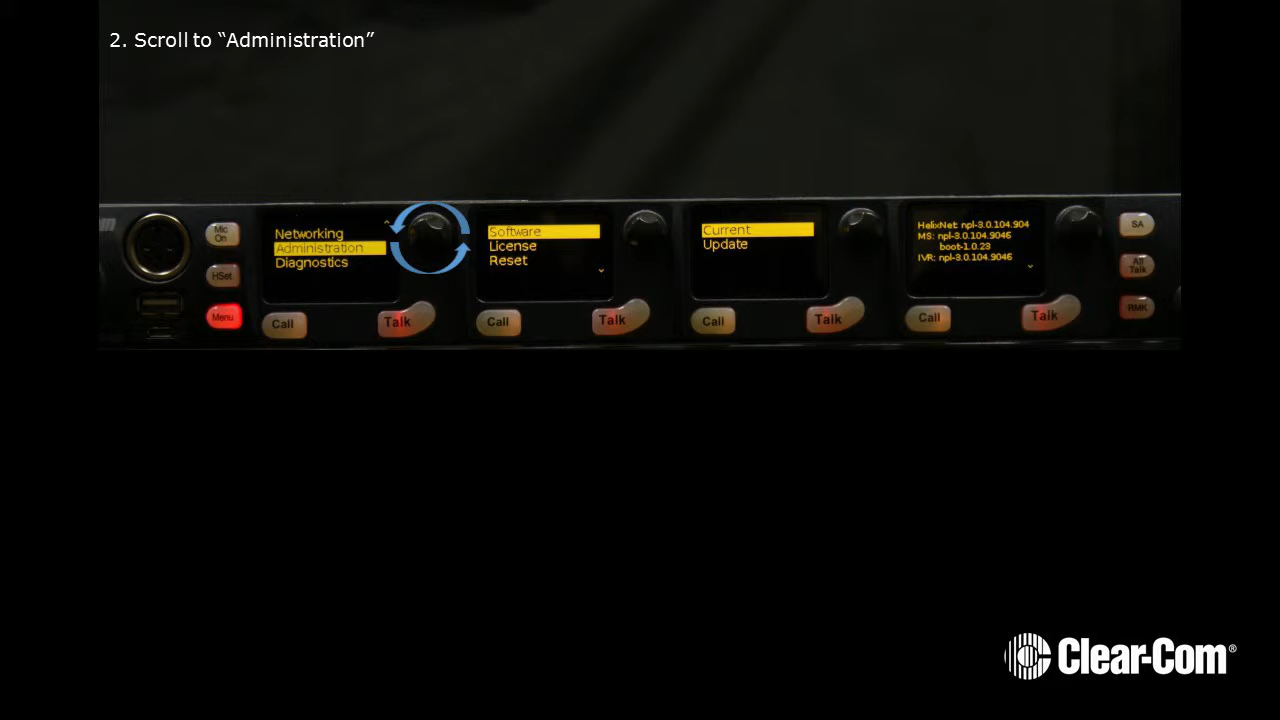 2. Scroll to “Administration”
Mic
On
HSet
Menu
Networking
Administration
Diagnostics
Call
Talk
Software
License
Reset
Call
Talk
Current
Update
Call
Talk
HelixNet: npl-3.0.104.904
MS: npl-3.0.104.9046
boot-1.0.23
IVR: npl-3.0.104.9046
Call
Talk
SA
All
Talk
RMK
Clear-Com®